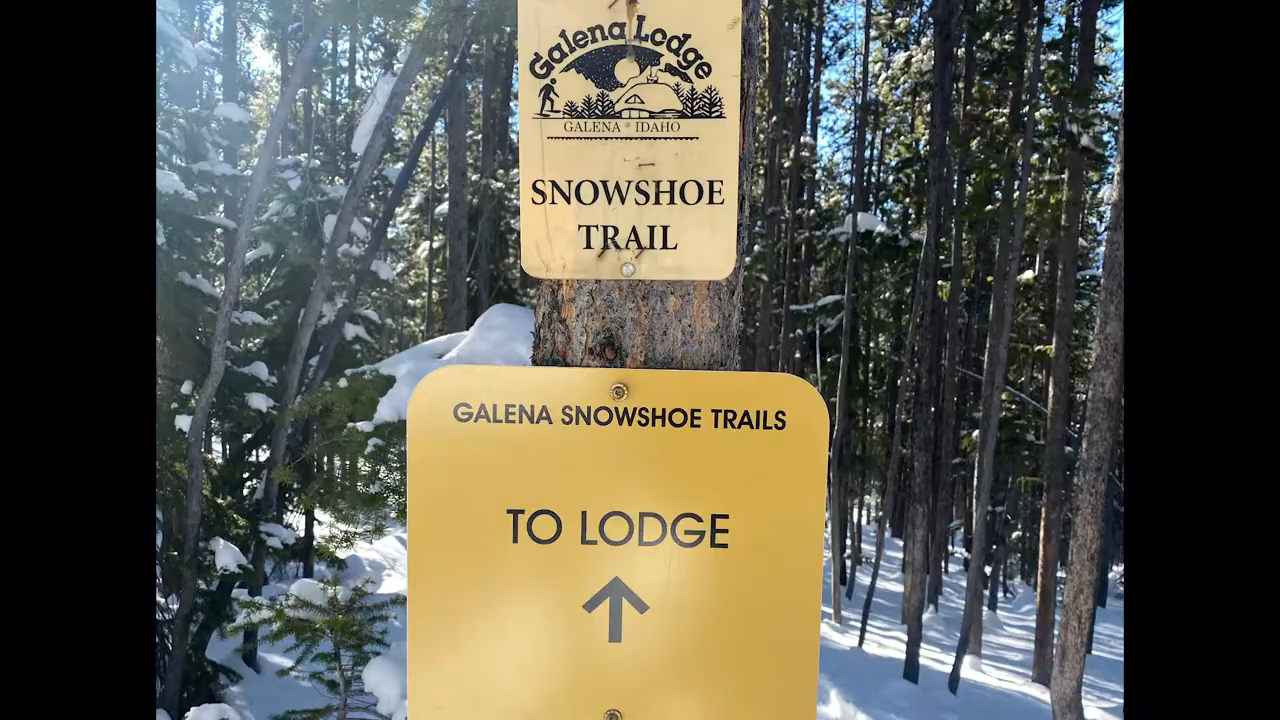 Galena Lodge
GALENA * IDAHO
SNOWSHOE
TRAIL
GALENA SNOWSHOE TRAILS
TO LODGE